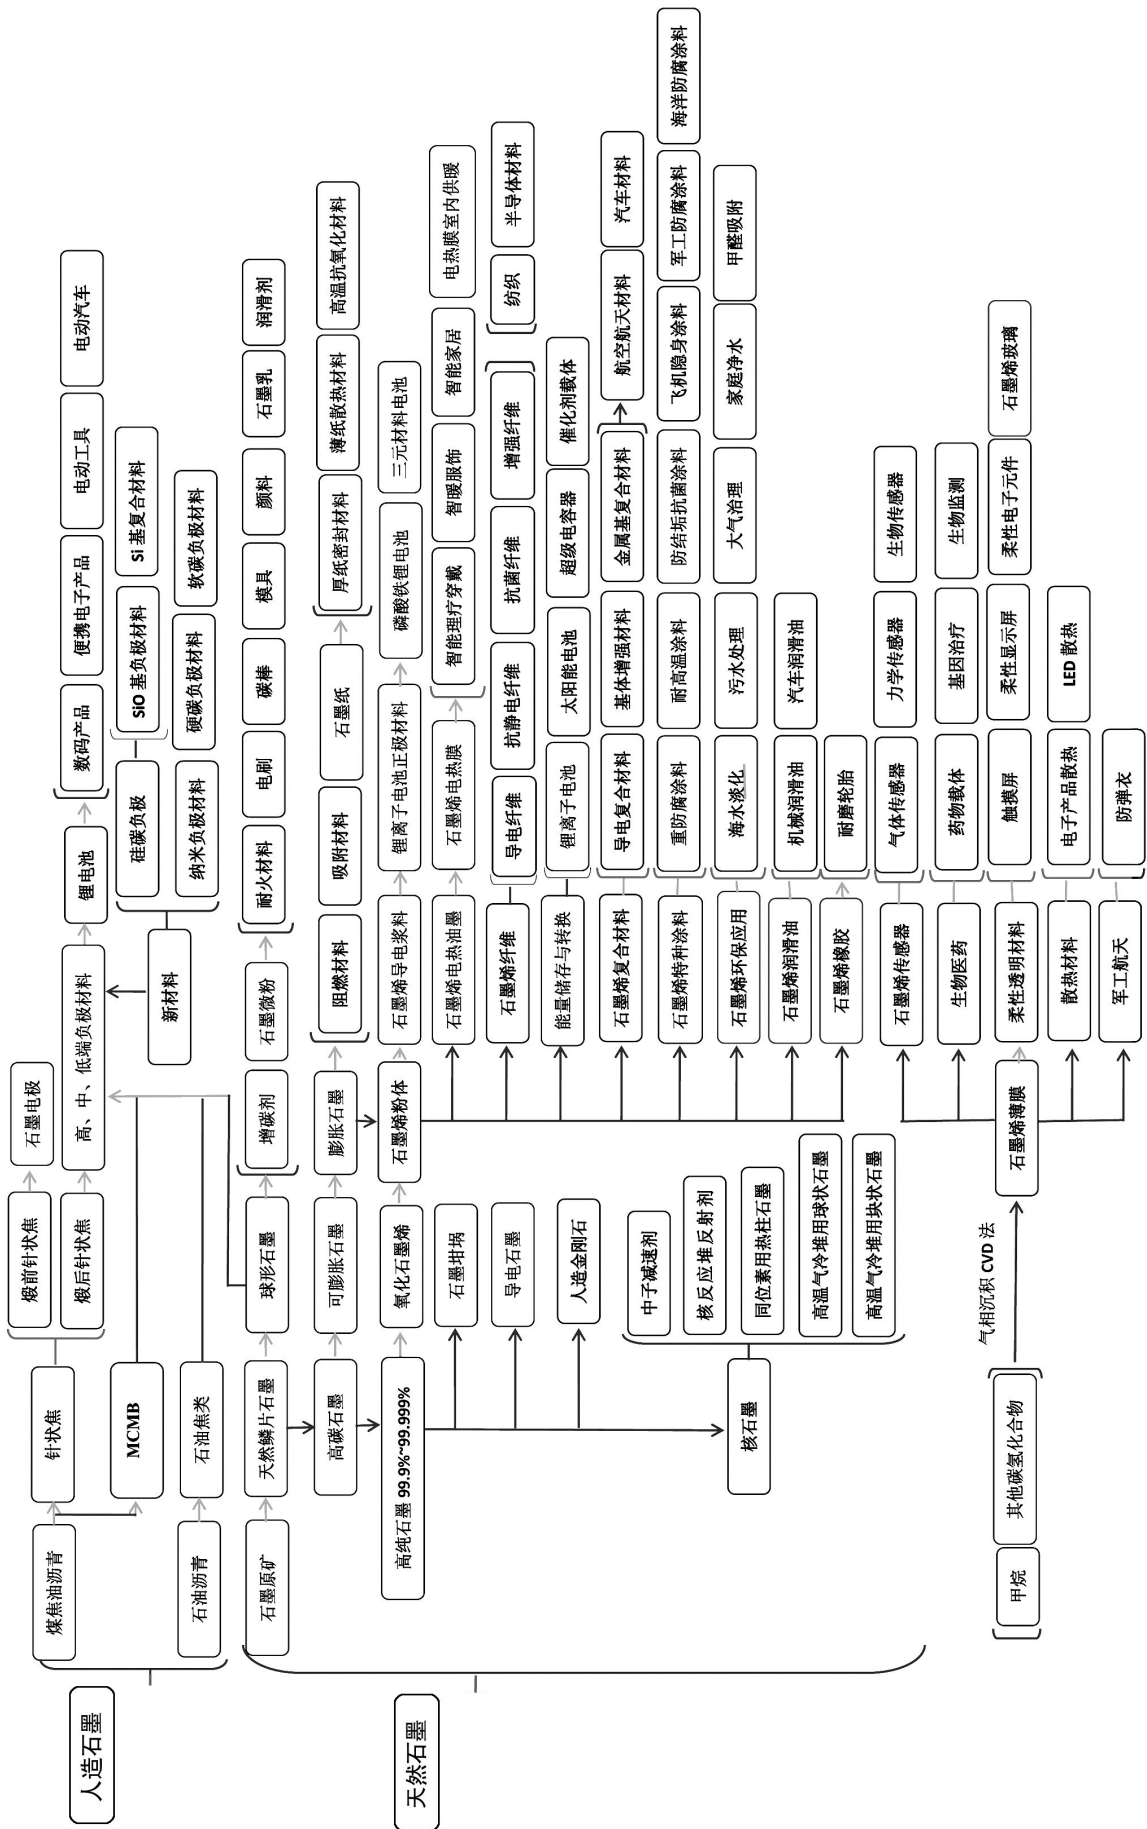 人造石墨
煤焦油沥青
针状焦
煅前针状焦
石墨电极
煅后针状焦
高、中、低端负极材料
锂电池
数码产品
便携电子产品
电动工具
电动汽车
MCMB
新材料
硅碳负极
SiO 基负极材料
Si 基复合材料
纳米负极材料
硬碳负极材料
软碳负极材料
石油沥青
石油焦类
天然石墨
石墨原矿
天然鳞片石墨
球形石墨
增碳剂
石墨微粉
耐火材料
电刷
碳棒
模具
颜料
石墨乳
润滑剂
高碳石墨
可膨胀石墨
膨胀石墨
阻燃材料
吸附材料
石墨纸
厚纸密封材料
薄纸散热材料
高温抗氧化材料
高纯石墨 99.9%~99.999%
氧化石墨烯
石墨烯粉体
石墨烯导电浆料
锂离子电池正极材料
磷酸铁锂电池
三元材料电池
石墨坩埚
石墨烯电热油墨
石墨烯电热膜
智能理疗穿戴
智暖服饰
智能家居
电热膜室内供暖
导电石墨
石墨烯纤维
导电纤维
抗静电纤维
抗菌纤维
增强纤维
纺织
半导体材料
人造金刚石
能量储存与转换
锂离子电池
太阳能电池
超级电容器
催化剂载体
石墨烯复合材料
导电复合材料
基体增强材料
金属基复合材料
航空航天材料
汽车材料
石墨烯特种涂料
重防腐涂料
耐高温涂料
防结垢抗菌涂料
飞机隐身涂料
军工防腐涂料
海洋防腐涂料
石墨烯环保应用
海水淡化
污水处理
大气治理
家庭净水
甲醛吸附
石墨烯润滑油
机械润滑油
汽车润滑油
石墨烯橡胶
耐磨轮胎
核石墨
中子减速剂
核反应堆反射剂
同位素用热柱石墨
高温气冷堆用球状石墨
高温气冷堆用块状石墨
甲烷
其他碳氢化合物
气相沉积 CVD 法
石墨烯薄膜
石墨烯传感器
气体传感器
力学传感器
生物传感器
生物医药
药物载体
基因治疗
生物监测
柔性透明材料
触摸屏
柔性显示屏
柔性电子元件
石墨烯玻璃
散热材料
电子产品散热
LED 散热
军工航天
防弹衣